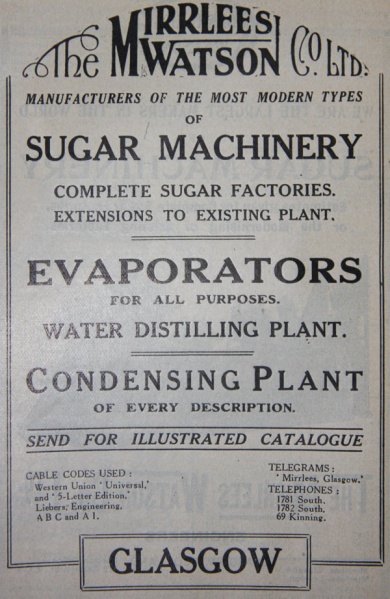 The MIRRLEES WATSON Co. LTD.
MANUFACTURERS OF THE MOST MODERN TYPES
OF
SUGAR MACHINERY
COMPLETE SUGAR FACTORIES.
EXTENSIONS TO EXISTING PLANT.
EVAPORATORS
FOR ALL PURPOSES.
WATER DISTILLING PLANT.
CONDENSING PLANT
OF EVERY DESCRIPTION.
SEND FOR ILLUSTRATED CATALOGUE
CABLE CODES USED:
Western Union 'Universal,'
and '5-Letter Edition,'
Liebers, Engineering,
A B C and A 1.
TELEGRAMS:
'Mirrlees, Glasgow.'
TELEPHONES:
1781 South.
1782 South.
69 Kinning.
GLASGOW